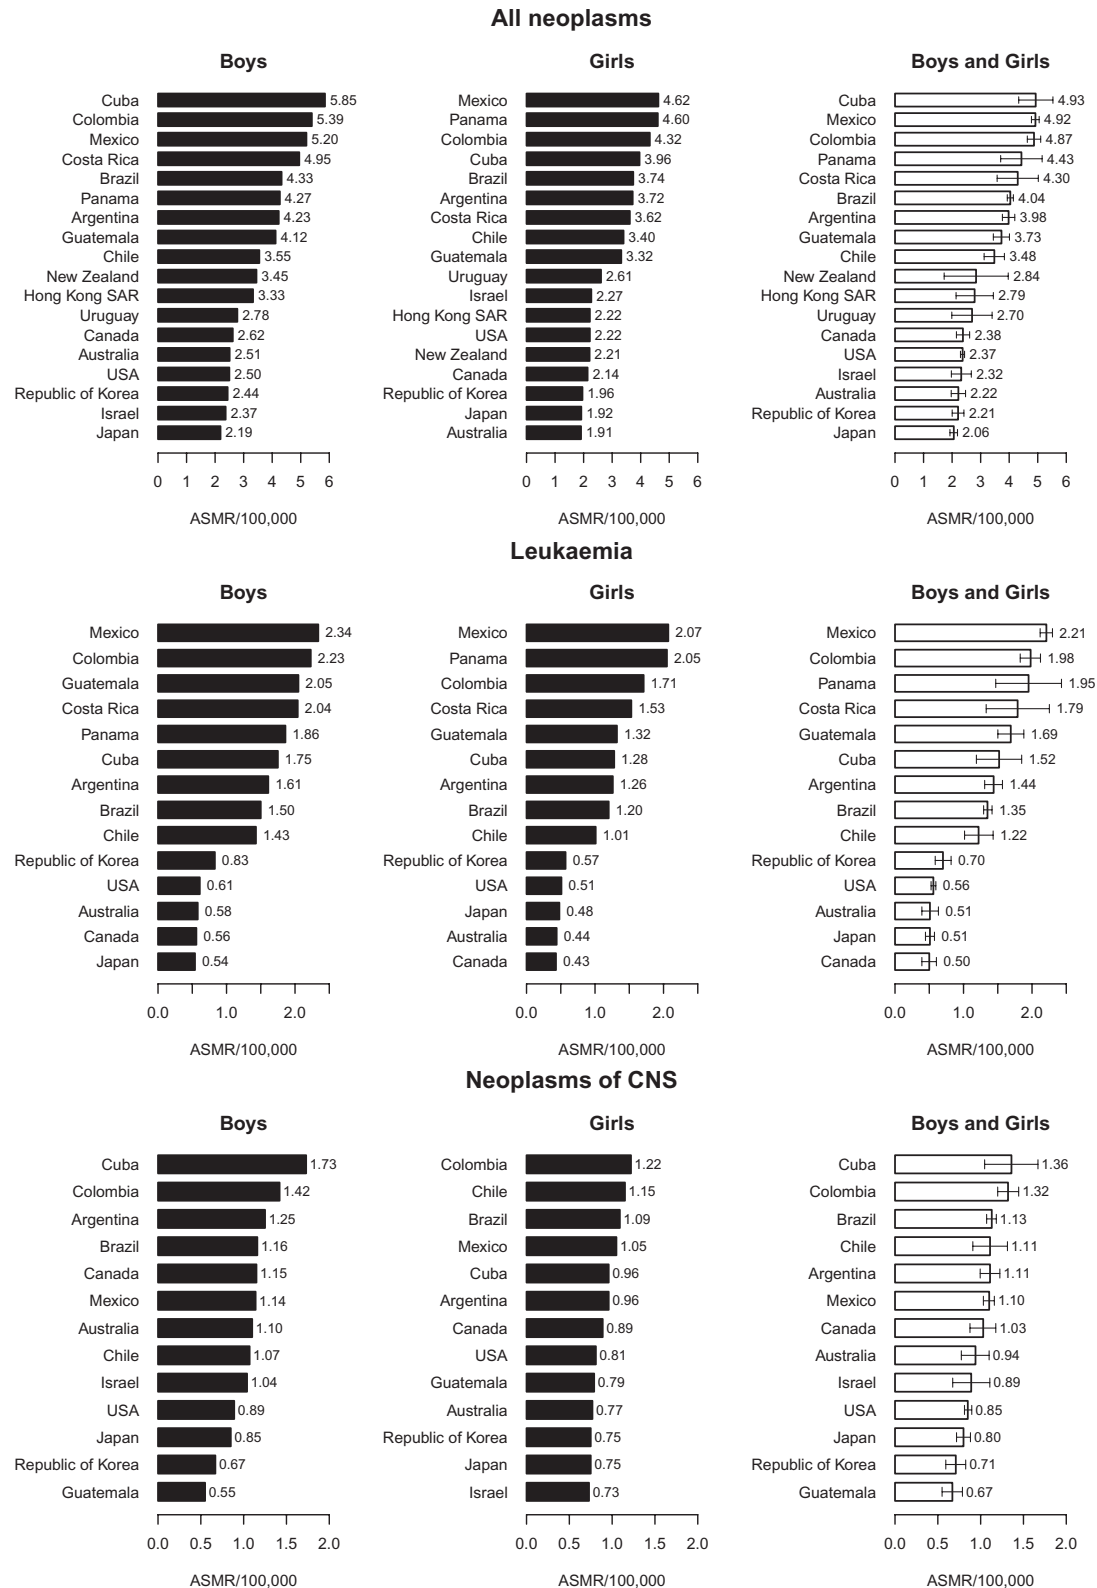 All neoplasms
Boys
Cuba 5.85
Colombia 5.39
Mexico 5.20
Costa Rica 4.95
Brazil 4.33
Panama 4.27
Argentina 4.23
Guatemala 4.12
Chile 3.55
New Zealand 3.45
Hong Kong SAR 3.33
Uruguay 2.78
Canada 2.62
Australia 2.51
USA 2.50
Republic of Korea 2.44
Israel 2.37
Japan 2.19
0 1 2 3 4 5 6
ASMR/100,000
Girls
Mexico 4.62
Panama 4.60
Colombia 4.32
Cuba 3.96
Brazil 3.74
Argentina 3.72
Costa Rica 3.62
Chile 3.40
Guatemala 3.32
Uruguay 2.61
Israel 2.27
Hong Kong SAR 2.22
USA 2.22
New Zealand 2.21
Canada 2.14
Republic of Korea 1.96
Japan 1.92
Australia 1.91
0 1 2 3 4 5 6
ASMR/100,000
Boys and Girls
Cuba 4.93
Mexico 4.92
Colombia 4.87
Panama 4.43
Costa Rica 4.30
Brazil 4.04
Argentina 3.98
Guatemala 3.73
Chile 3.48
New Zealand 2.84
Hong Kong SAR 2.79
Uruguay 2.70
Canada 2.38
USA 2.37
Israel 2.32
Australia 2.22
Republic of Korea 2.21
Japan 2.06
0 1 2 3 4 5 6
ASMR/100,000
Leukaemia
Boys
Mexico 2.34
Colombia 2.23
Guatemala 2.05
Costa Rica 2.04
Panama 1.86
Cuba 1.75
Argentina 1.61
Brazil 1.50
Chile 1.43
Republic of Korea 0.83
USA 0.61
Australia 0.58
Canada 0.56
Japan 0.54
0.0 1.0 2.0
ASMR/100,000
Girls
Mexico 2.07
Panama 2.05
Colombia 1.71
Costa Rica 1.53
Guatemala 1.32
Cuba 1.28
Argentina 1.26
Brazil 1.20
Chile 1.01
Republic of Korea 0.57
USA 0.51
Japan 0.48
Australia 0.44
Canada 0.43
0.0 1.0 2.0
ASMR/100,000
Boys and Girls
Mexico 2.21
Colombia 1.98
Panama 1.95
Costa Rica 1.79
Guatemala 1.69
Cuba 1.52
Argentina 1.44
Brazil 1.35
Chile 1.22
Republic of Korea 0.70
USA 0.56
Australia 0.51
Japan 0.51
Canada 0.50
0.0 1.0 2.0
ASMR/100,000
Neoplasms of CNS
Boys
Cuba 1.73
Colombia 1.42
Argentina 1.25
Brazil 1.16
Canada 1.15
Mexico 1.14
Australia 1.10
Chile 1.07
Israel 1.04
USA 0.89
Japan 0.85
Republic of Korea 0.67
Guatemala 0.55
0.0 0.5 1.0 1.5 2.0
ASMR/100,000
Girls
Colombia 1.22
Chile 1.15
Brazil 1.09
Mexico 1.05
Cuba 0.96
Argentina 0.96
Canada 0.89
USA 0.81
Guatemala 0.79
Australia 0.77
Republic of Korea 0.75
Japan 0.75
Israel 0.73
0.0 0.5 1.0 1.5 2.0
ASMR/100,000
Boys and Girls
Cuba 1.36
Colombia 1.32
Brazil 1.13
Chile 1.11
Argentina 1.11
Mexico 1.10
Canada 1.03
Australia 0.94
Israel 0.89
USA 0.85
Japan 0.80
Republic of Korea 0.71
Guatemala 0.67
0.0 0.5 1.0 1.5 2.0
ASMR/100,000